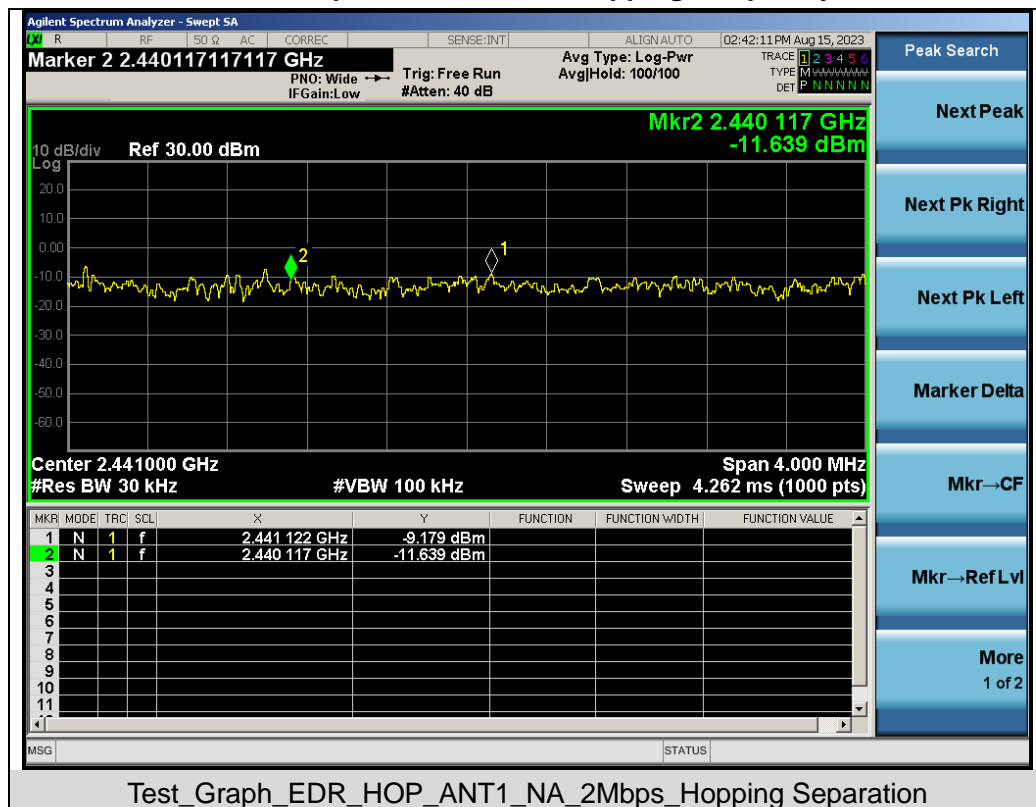 Agilent Spectrum Analyzer - Swept SA
LXI R RF 50 Ω AC CORREC SENSE:INT ALIGN AUTO 02:42:11 PM Aug 15, 2023
Marker 2 2.440117117117 GHz
PNO: Wide
IFGain:Low
Trig: Free Run
#Atten: 40 dB
Avg Type: Log-Pwr
Avg|Hold: 100/100
TRACE 1 2 3 4 5 6
TYPE M
DET P N N N N N
Peak Search
Mkr2 2.440 117 GHz
-11.639 dBm
10 dB/div Ref 30.00 dBm
Log
20.0
10.0
0.00
-10.0
-20.0
-30.0
-40.0
-50.0
-60.0
2
1
Center 2.441000 GHz Span 4.000 MHz
#Res BW 30 kHz #VBW 100 kHz Sweep 4.262 ms (1000 pts)
MKR MODE TRC SCL X Y FUNCTION FUNCTION WIDTH FUNCTION VALUE
1 N 1 f 2.441 122 GHz -9.179 dBm
2 N 1 f 2.440 117 GHz -11.639 dBm
3
4
5
6
7
8
9
10
11
Next Peak
Next Pk Right
Next Pk Left
Marker Delta
Mkr→CF
Mkr→Ref Lvl
More
1 of 2
MSG STATUS
Test_Graph_EDR_HOP_ANT1_NA_2Mbps_Hopping Separation